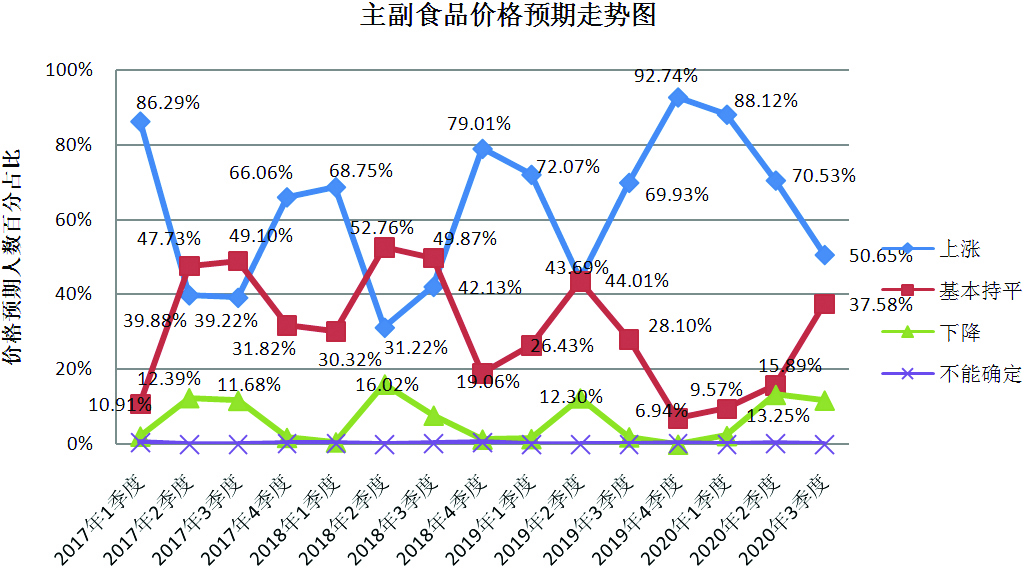 主副食品价格预期走势图
价格预期人数百分占比
100%
80%
60%
40%
20%
0%
86.29%
47.73%
49.10%
66.06%
68.75%
52.76%
49.87%
79.01%
72.07%
43.69%
44.01%
69.93%
92.74%
88.12%
70.53%
50.65%
39.88%
39.22%
31.82%
30.32%
31.22%
42.13%
19.06%
26.43%
28.10%
6.94%
9.57%
15.89%
37.58%
10.91%
12.39%
11.68%
16.02%
12.30%
13.25%
上涨
基本持平
下降
不能确定
2017年1季度
2017年2季度
2017年3季度
2017年4季度
2018年1季度
2018年2季度
2018年3季度
2018年4季度
2019年1季度
2019年2季度
2019年3季度
2019年4季度
2020年1季度
2020年2季度
2020年3季度